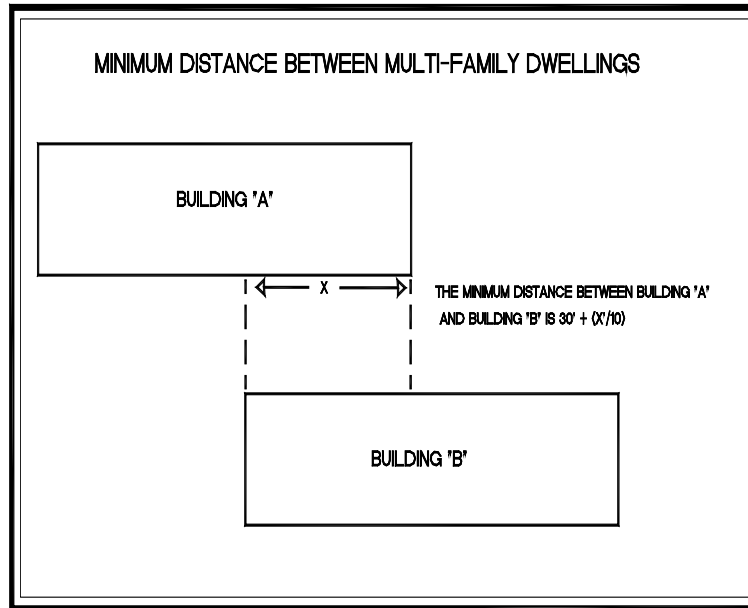 MINIMUM DISTANCE BETWEEN MULTI-FAMILY DWELLINGS
BUILDING "A"
X
THE MINIMUM DISTANCE BETWEEN BUILDING "A"
AND BUILDING "B" IS 30' + (X'/10)
BUILDING "B"